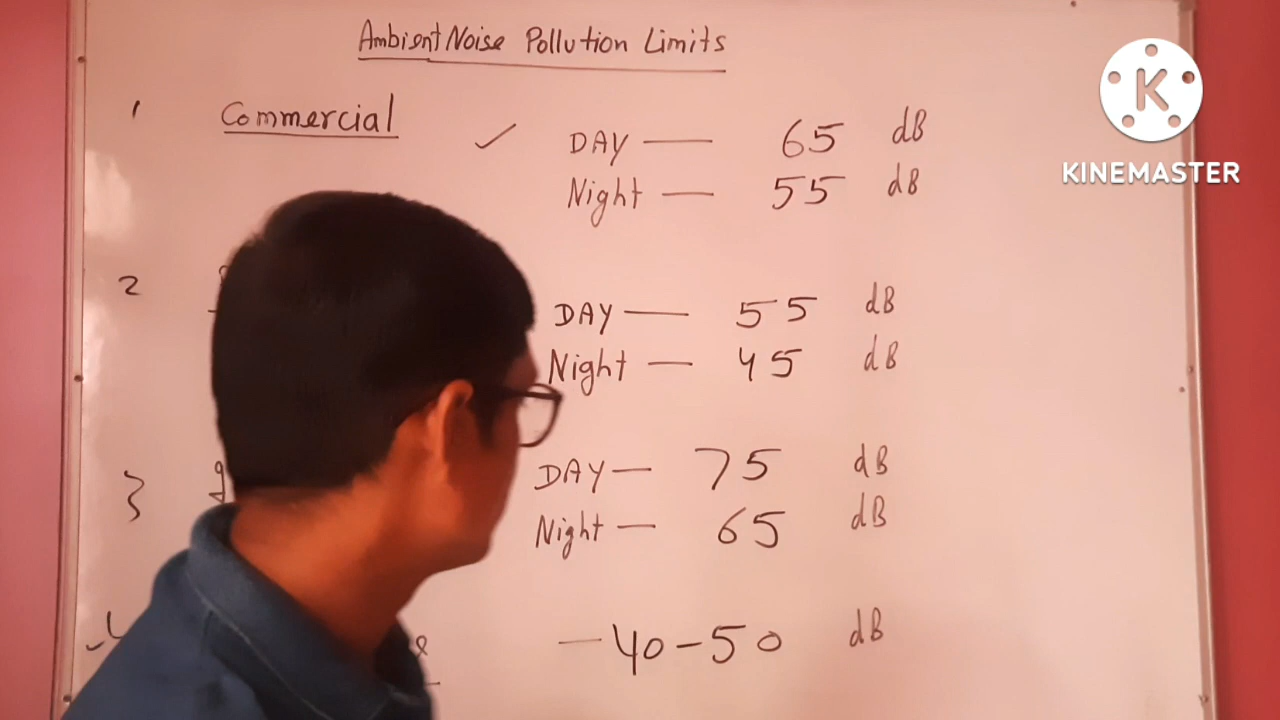 Ambient Noise Pollution Limits
1 Commercial ✓ DAY — 65 dB
Night — 55 dB
2 DAY — 55 dB
Night — 45 dB
3 DAY — 75 dB
Night — 65 dB
— 40-50 dB
K
KINEMASTER